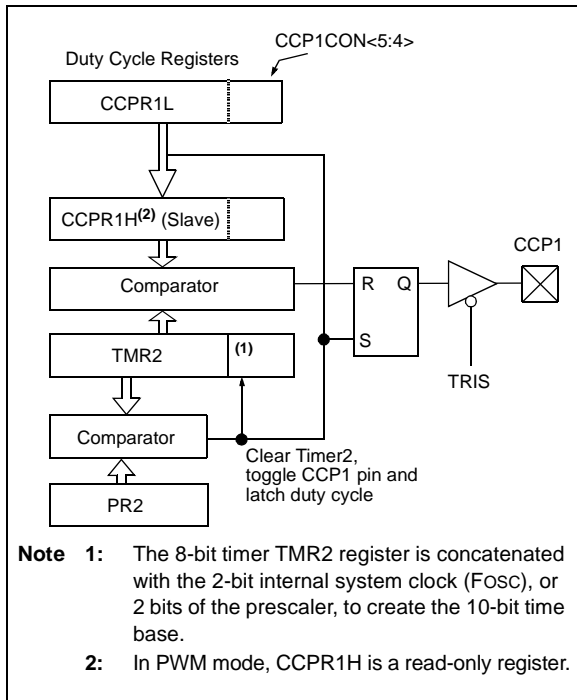 CCP1CON<5:4>
Duty Cycle Registers
CCPR1L
CCPR1H(2) (Slave)
CCP1
Comparator
R Q
TMR2
(1)
S
TRIS
Comparator
Clear Timer2,
toggle CCP1 pin and
latch duty cycle
PR2
Note 1: The 8-bit timer TMR2 register is concatenated
with the 2-bit internal system clock (FOSC), or
2 bits of the prescaler, to create the 10-bit time
base.
2: In PWM mode, CCPR1H is a read-only register.